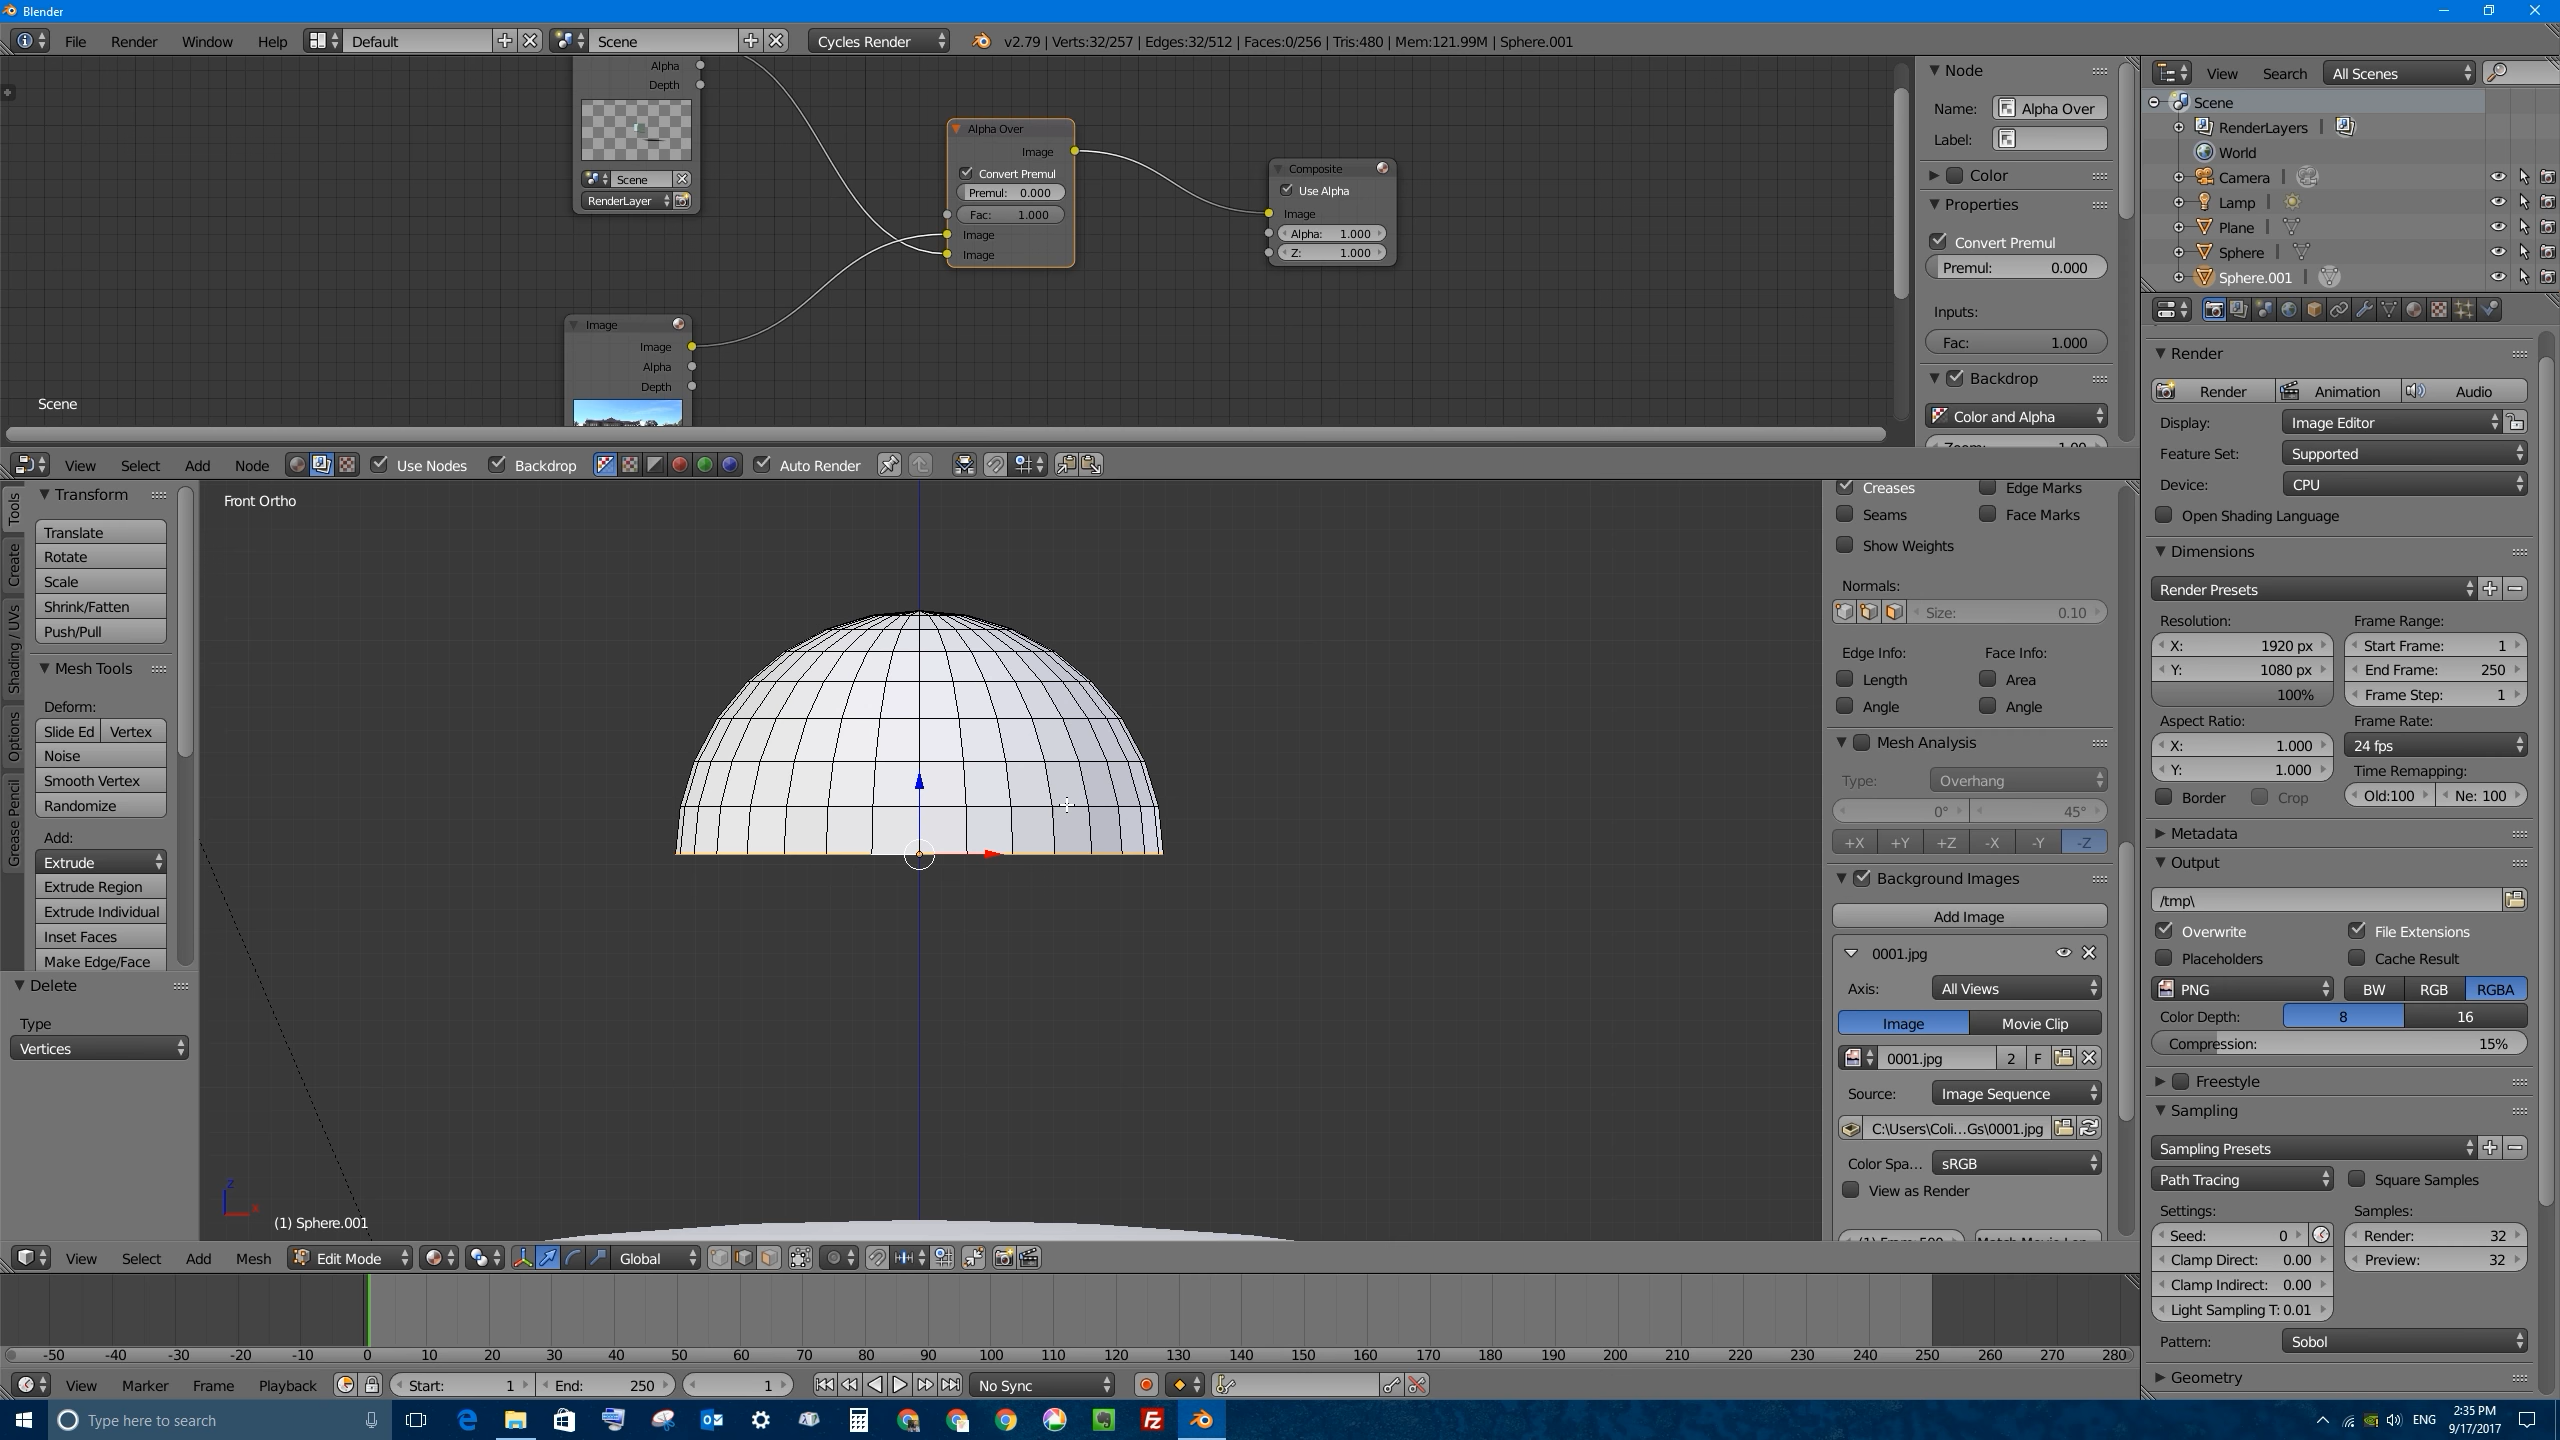 Blender
File Render Window Help Default Scene Cycles Render v2.79 | Verts:32/257 | Edges:32/512 | Faces:0/256 | Tris:480 | Mem:121.99M | Sphere.001
Alpha
Depth
Scene
RenderLayer
Alpha Over
Image
Convert Premul
Premul: 0.000
Fac: 1.000
Image
Image
Composite
Use Alpha
Image
Alpha: 1.000
Z: 1.000
Image
Image
Alpha
Depth
Scene
Node
Name: Alpha Over
Label:
Color
Properties
Convert Premul
Premul: 0.000
Inputs:
Fac: 1.000
Backdrop
Color and Alpha
View Search All Scenes
Scene
RenderLayers |
World
Camera |
Lamp |
Plane |
Sphere |
Sphere.001 |
View Select Add Node Use Nodes Backdrop Auto Render
Tools
Create
Shading / UVs
Options
Grease Pencil
Transform
Translate
Rotate
Scale
Shrink/Fatten
Push/Pull
Mesh Tools
Deform:
Slide Ed Vertex
Noise
Smooth Vertex
Randomize
Add:
Extrude
Extrude Region
Extrude Individual
Inset Faces
Make Edge/Face
Delete
Type
Vertices
Front Ortho
z
x
(1) Sphere.001
Creases Edge Marks
Seams Face Marks
Show Weights
Normals:
Size: 0.10
Edge Info: Face Info:
Length Area
Angle Angle
Mesh Analysis
Type: Overhang
0° 45°
+X +Y +Z -X -Y -Z
Background Images
Add Image
0001.jpg
Axis: All Views
Image Movie Clip
0001.jpg 2 F
Source: Image Sequence
C:\Users\Coli...Gs\0001.jpg
Color Spa... sRGB
View as Render
Render
Render Animation Audio
Display: Image Editor
Feature Set: Supported
Device: CPU
Open Shading Language
Dimensions
Render Presets
Resolution: Frame Range:
X: 1920 px Start Frame: 1
Y: 1080 px End Frame: 250
100% Frame Step: 1
Aspect Ratio: Frame Rate:
X: 1.000 24 fps
Y: 1.000 Time Remapping:
Border Crop Old:100 Ne: 100
Metadata
Output
/tmp\
Overwrite File Extensions
Placeholders Cache Result
PNG BW RGB RGBA
Color Depth: 8 16
Compression: 15%
Freestyle
Sampling
Sampling Presets
Path Tracing Square Samples
Settings: Samples:
Seed: 0 Render: 32
Clamp Direct: 0.00 Preview: 32
Clamp Indirect: 0.00
Light Sampling T: 0.01
Pattern: Sobol
Geometry
View Select Add Mesh Edit Mode Global
-50 -40 -30 -20 -10 0 10 20 30 40 50 60 70 80 90 100 110 120 130 140 150 160 170 180 190 200 210 220 230 240 250 260 270 280
View Marker Frame Playback Start: 1 End: 250 1 No Sync
Type here to search
ENG
2:35 PM
9/17/2017